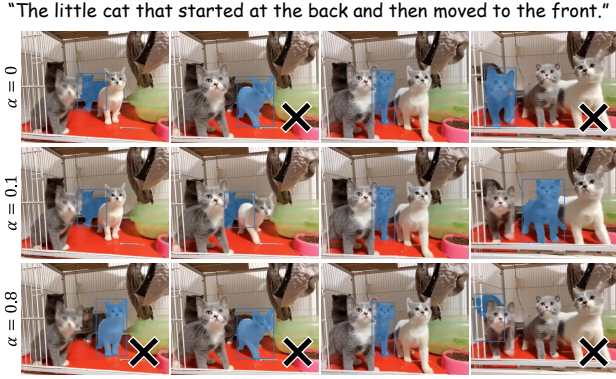 “The little cat that started at the back and then moved to the front.”
α = 0
α = 0.1
α = 0.8